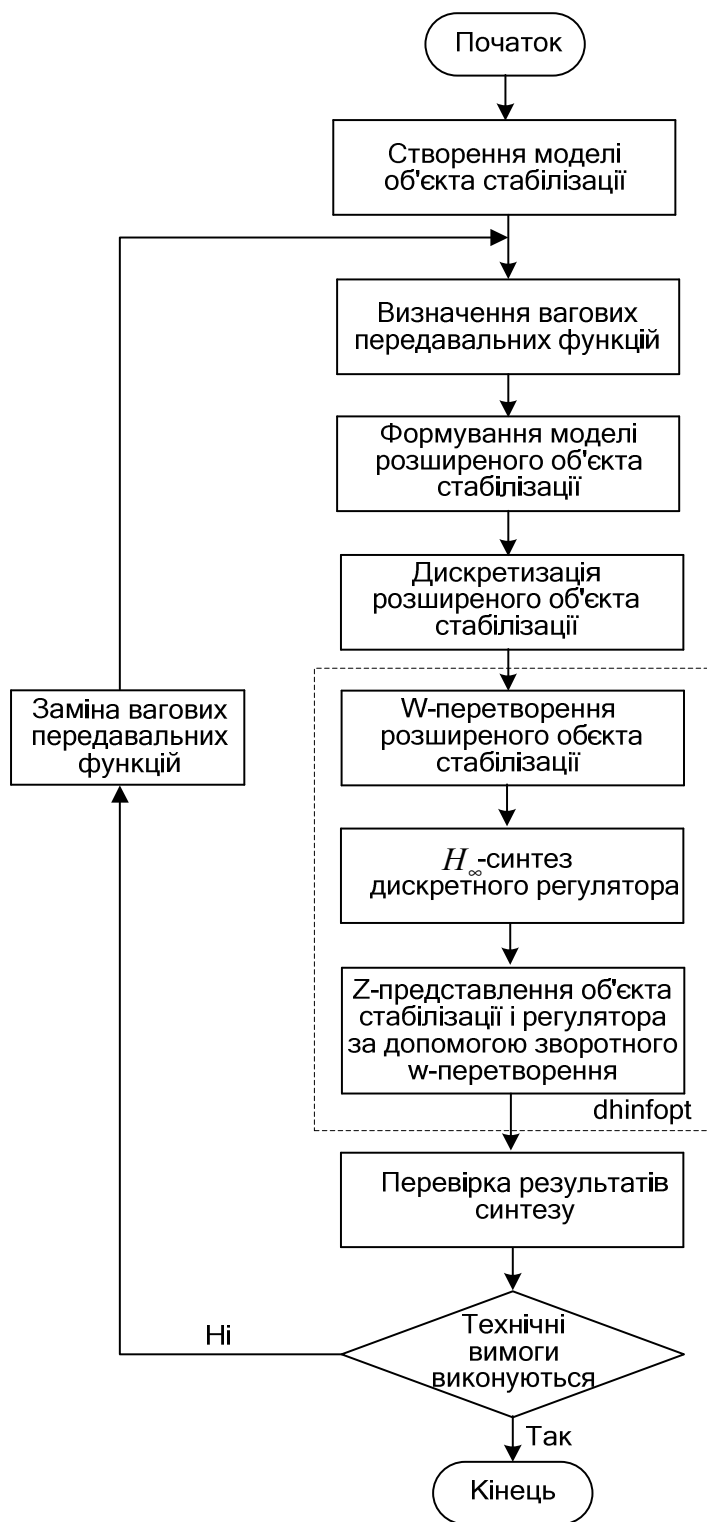 Початок
Створення моделі
об'єкта стабілізації
Визначення вагових
передавальних функцій
Формування моделі
розширеного об'єкта
стабілізації
Дискретизація
розширеного об'єкта
стабілізації
Заміна вагових
передавальних
функцій
W-перетворення
розширеного обєкта
стабілізації
H∞-синтез
дискретного регулятора
Z-представлення об'єкта
стабілізації і регулятора
за допомогою зворотного
w-перетворення
dhinfopt
Перевірка результатів
синтезу
Ні
Технічні
вимоги
виконуються
Так
Кінець